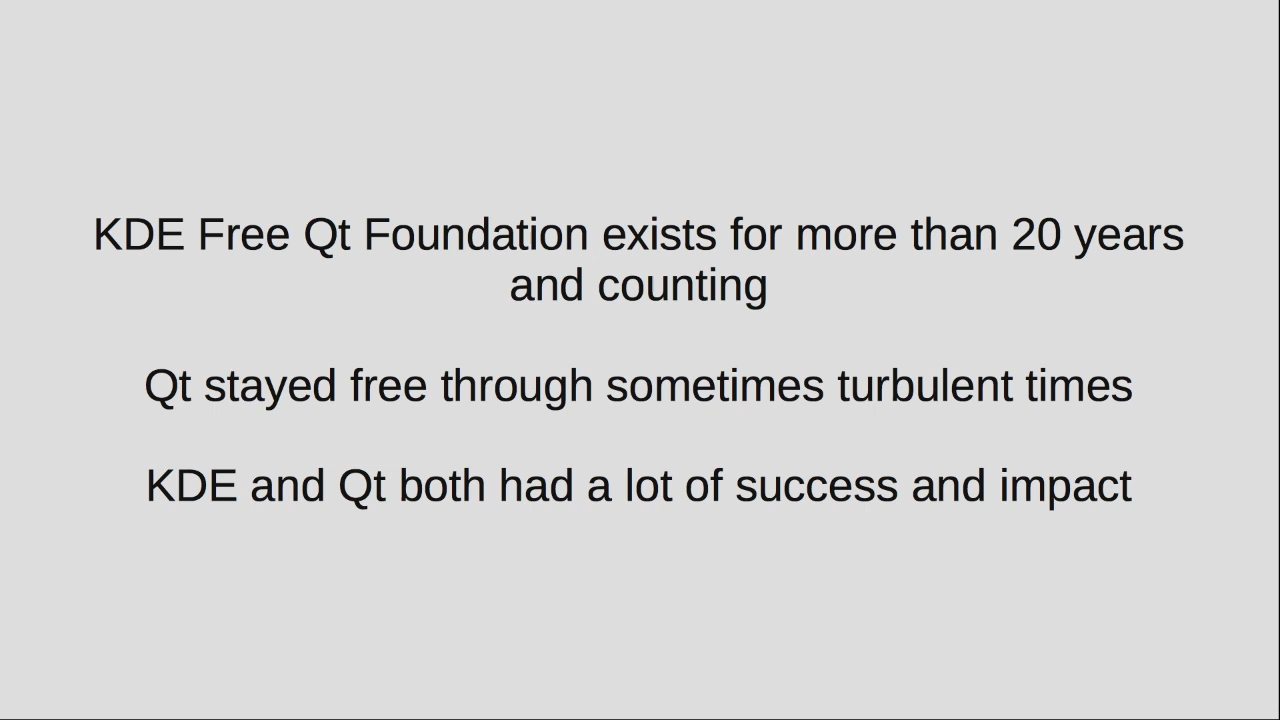 KDE Free Qt Foundation exists for more than 20 years
and counting
Qt stayed free through sometimes turbulent times
KDE and Qt both had a lot of success and impact